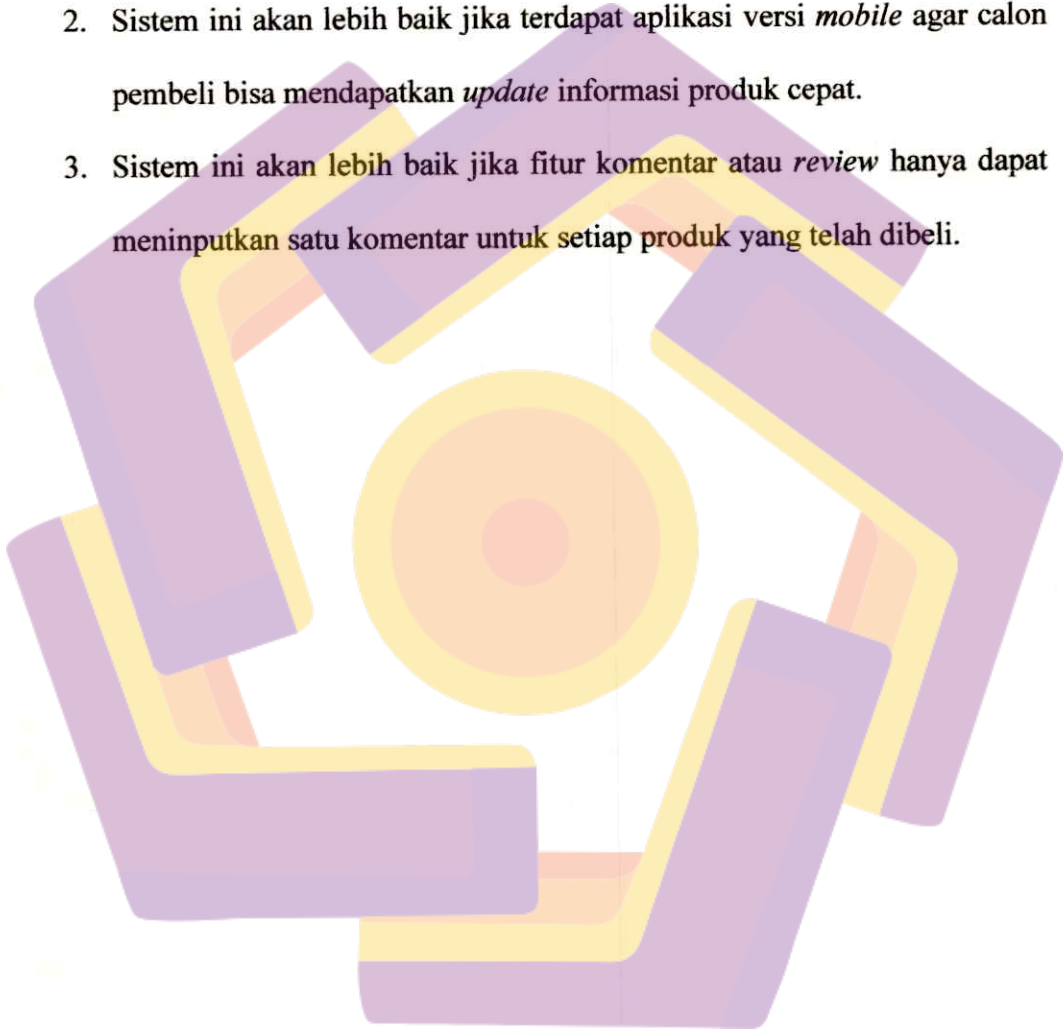 2. Sistem ini akan lebih baik jika terdapat aplikasi versi mobile agar calon
pembeli bisa mendapatkan update informasi produk cepat.
3. Sistem ini akan lebih baik jika fitur komentar atau review hanya dapat
meninputkan satu komentar untuk setiap produk yang telah dibeli.